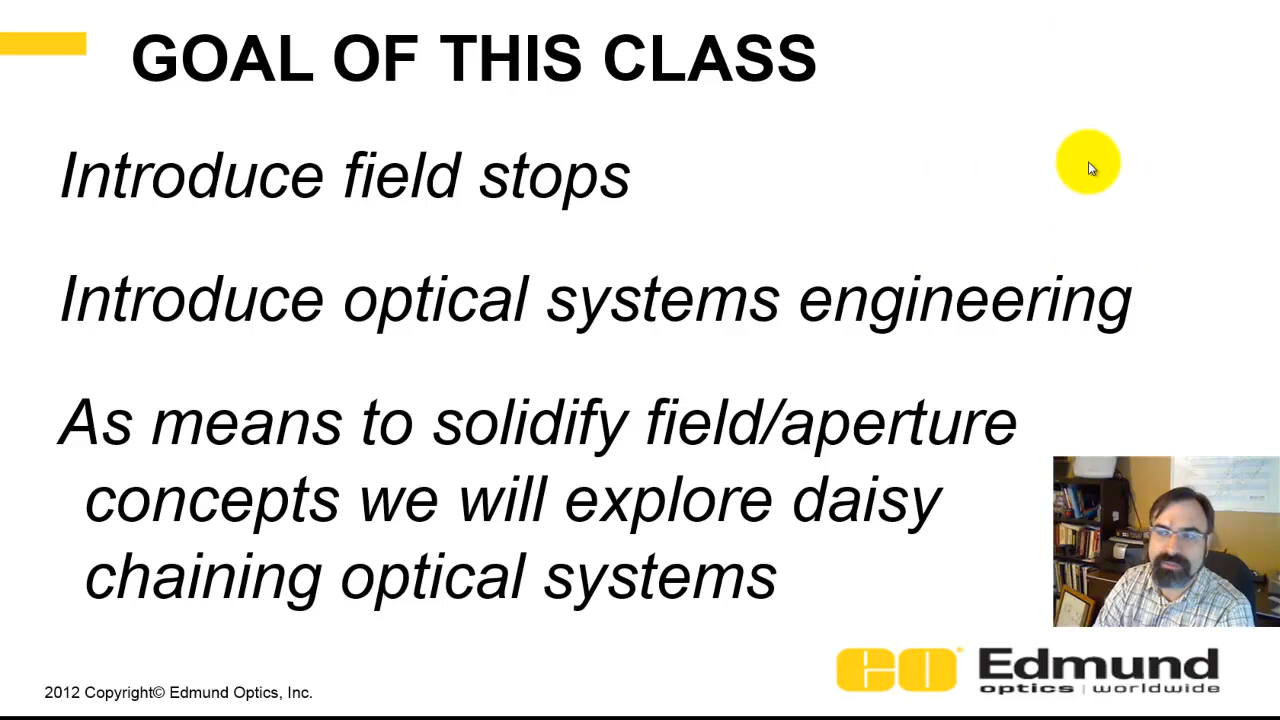 GOAL OF THIS CLASS
Introduce field stops
Introduce optical systems engineering
As means to solidify field/aperture
concepts we will explore daisy
chaining optical systems
EO Edmund
optics | worldwide
2012 Copyright© Edmund Optics, Inc.